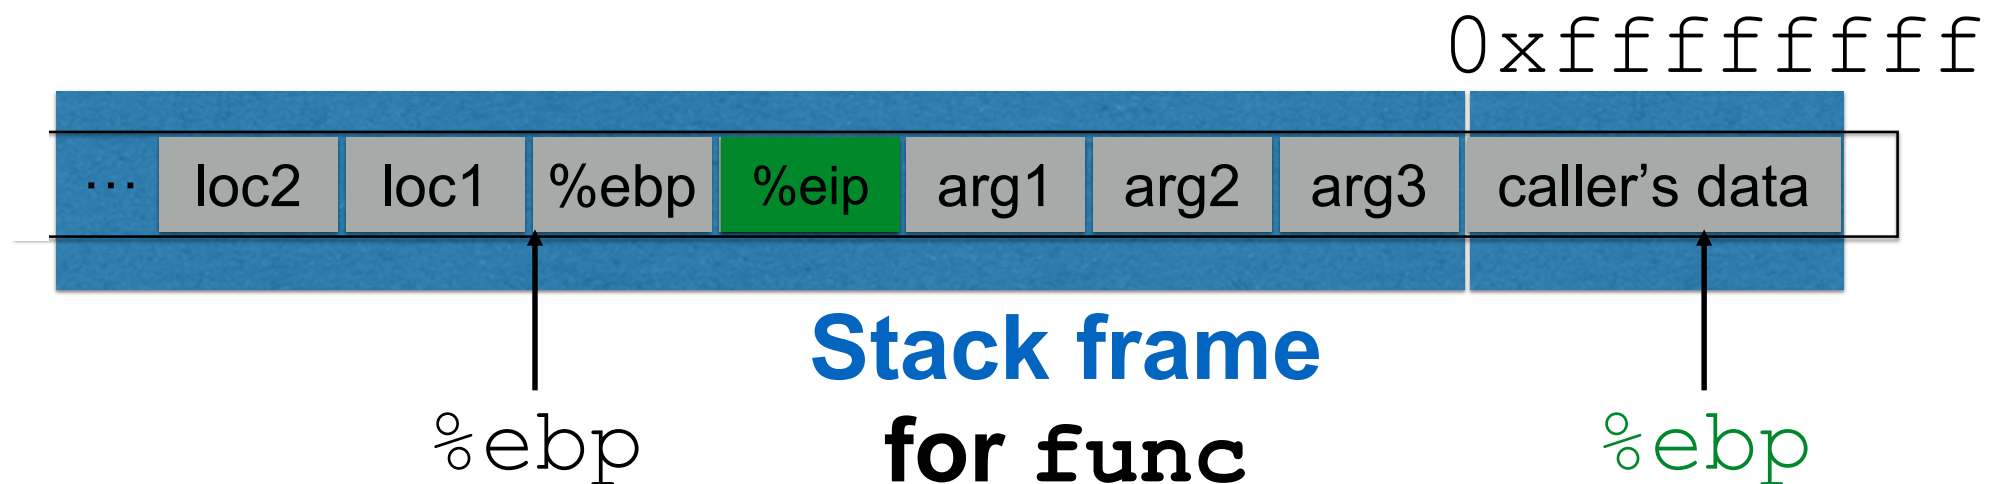 0xffffffff
... loc2 loc1 %ebp %eip arg1 arg2 arg3 caller’s data
Stack frame
%ebp for func %ebp